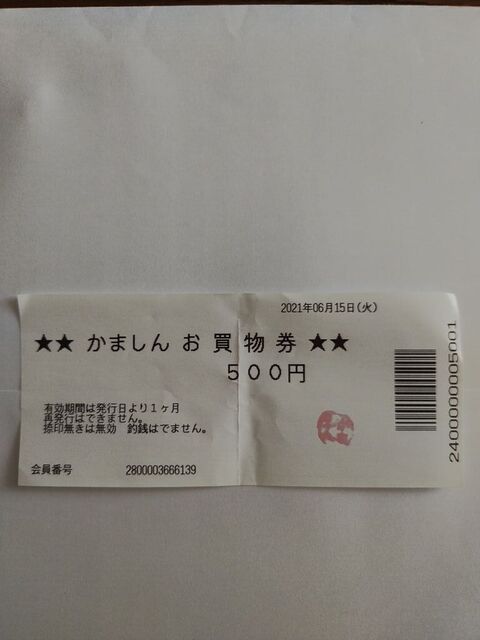 2021年06月15日(火)
★★ かましん お買物券 ★★
500円
有効期間は発行日より1ヶ月
再発行はできません。
捺印無きは無効 釣銭はでません。
会員番号 2800003666139
2400000005001